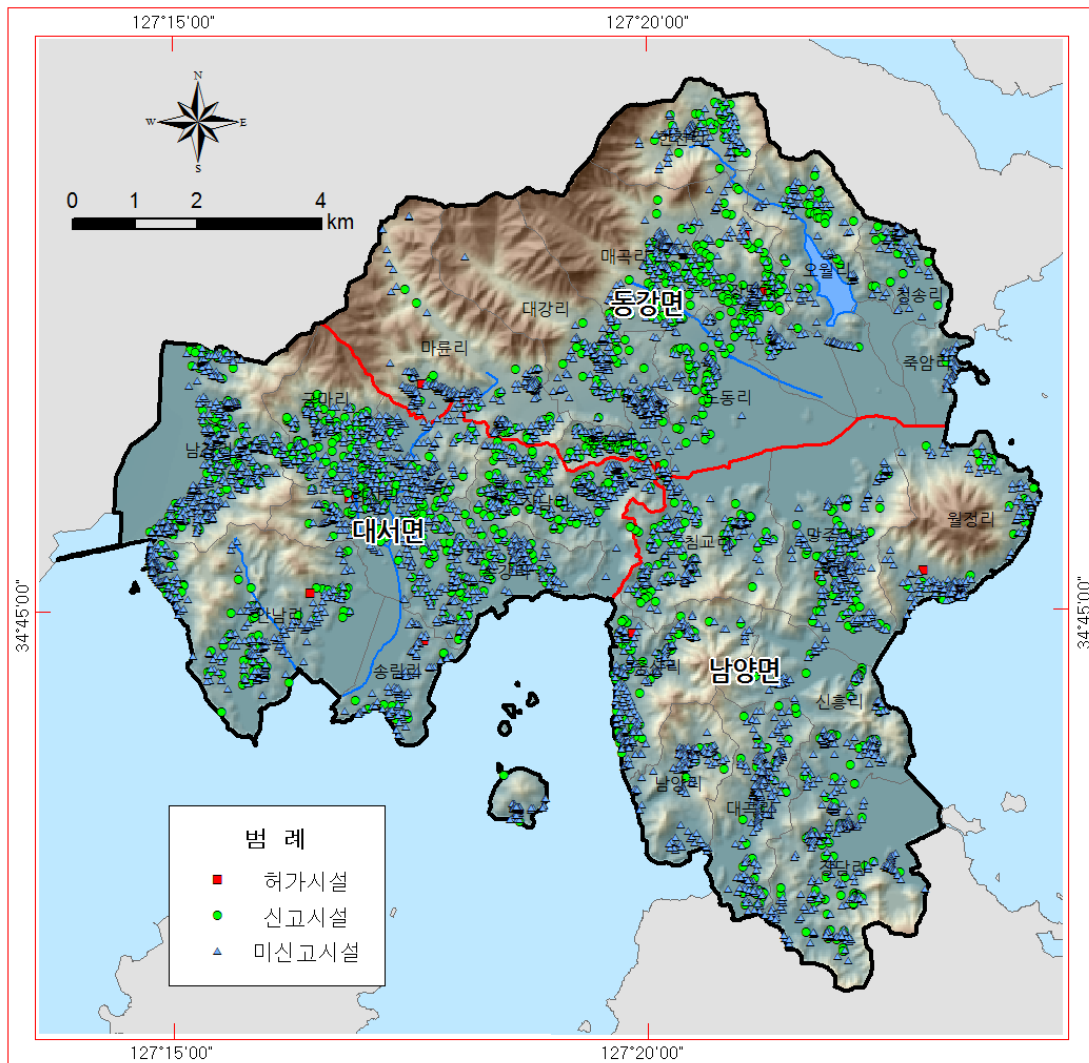 127°15'00"
127°20'00"
N
W
E
S
0 1 2 4
km
매곡리
오월리
동강면
청송리
대강리
마륜리
죽암리
월정리
대서면
침교리
34°45'00"
34°45'00"
송림리
남양면
신흥리
남양리
대곡리
범 례
허가시설
신고시설
미신고시설
127°15'00"
127°20'00"